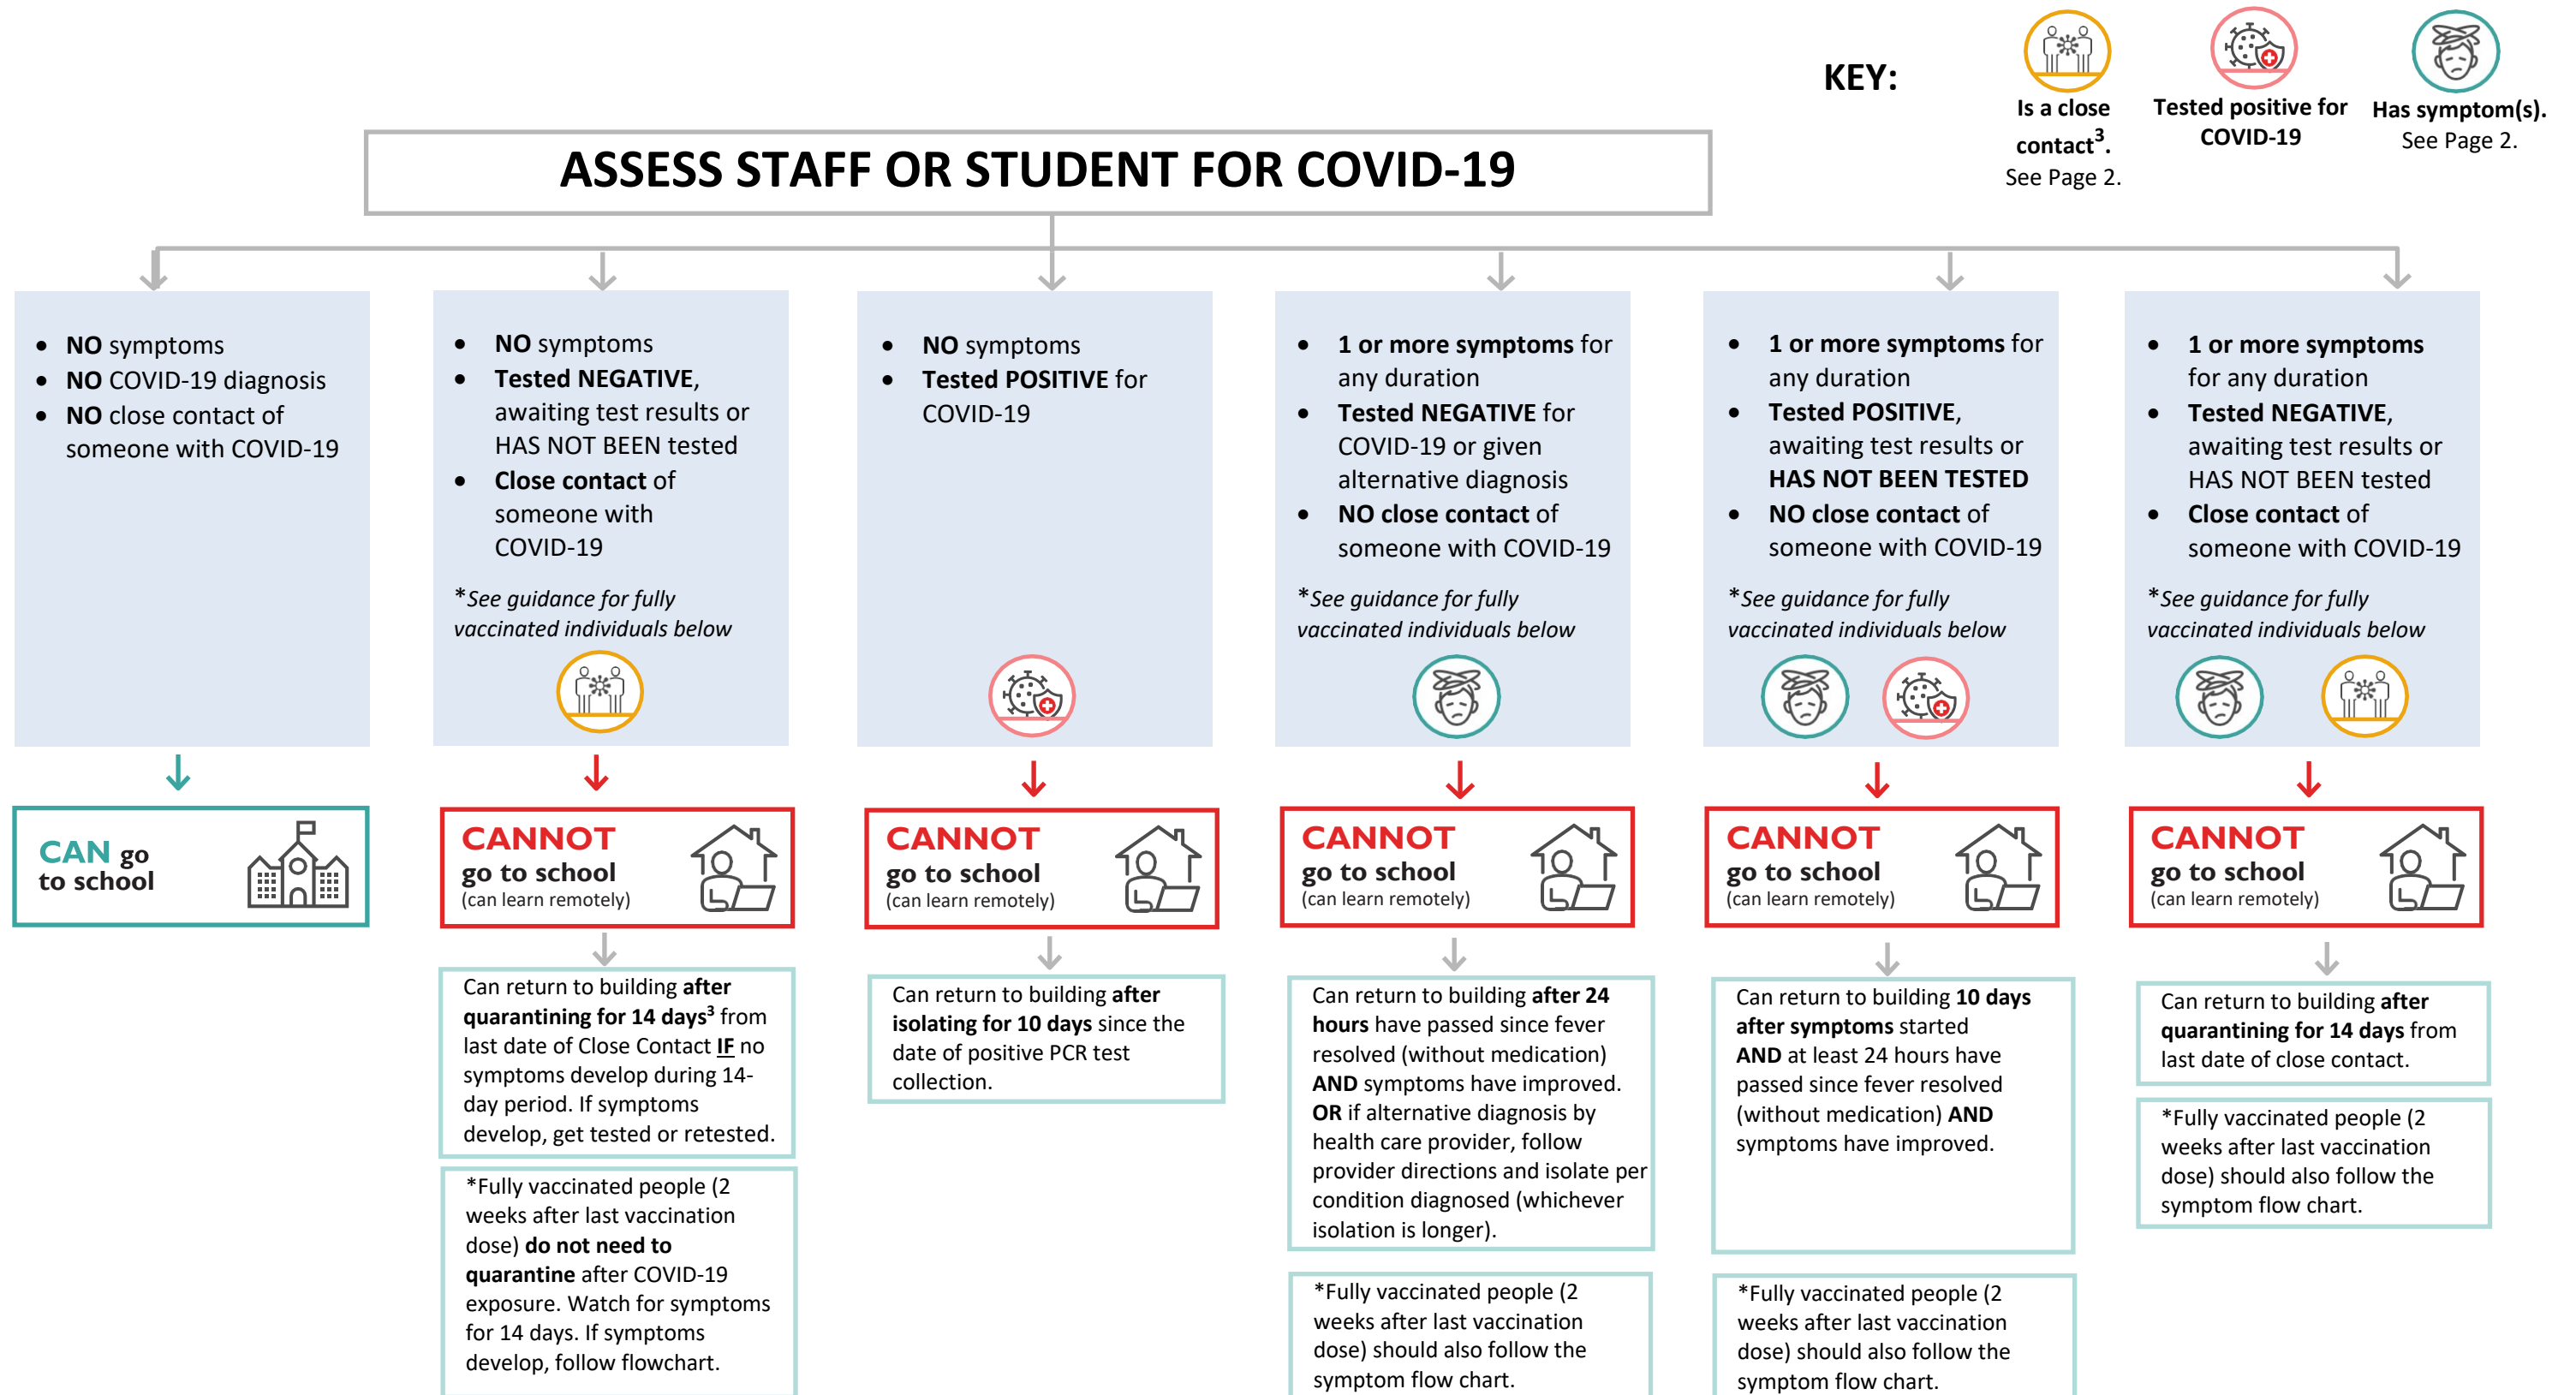 KEY:
Is a close
contact³.
See Page 2.
Tested positive for
COVID-19
Has symptom(s).
See Page 2.
ASSESS STAFF OR STUDENT FOR COVID-19
• NO symptoms
• NO COVID-19 diagnosis
• NO close contact of
someone with COVID-19
CAN go
to school
• NO symptoms
• Tested NEGATIVE,
awaiting test results or
HAS NOT BEEN tested
• Close contact of
someone with
COVID-19
*See guidance for fully
vaccinated individuals below
CANNOT
go to school
(can learn remotely)
Can return to building after
quarantining for 14 days³ from
last date of Close Contact IF no
symptoms develop during 14-
day period. If symptoms
develop, get tested or retested.
*Fully vaccinated people (2
weeks after last vaccination
dose) do not need to
quarantine after COVID-19
exposure. Watch for symptoms
for 14 days. If symptoms
develop, follow flowchart.
• NO symptoms
• Tested POSITIVE for
COVID-19
CANNOT
go to school
(can learn remotely)
Can return to building after
isolating for 10 days since the
date of positive PCR test
collection.
• 1 or more symptoms for
any duration
• Tested NEGATIVE for
COVID-19 or given
alternative diagnosis
• NO close contact of
someone with COVID-19
*See guidance for fully
vaccinated individuals below
CANNOT
go to school
(can learn remotely)
Can return to building after 24
hours have passed since fever
resolved (without medication)
AND symptoms have improved.
OR if alternative diagnosis by
health care provider, follow
provider directions and isolate per
condition diagnosed (whichever
isolation is longer).
*Fully vaccinated people (2
weeks after last vaccination
dose) should also follow the
symptom flow chart.
• 1 or more symptoms for
any duration
• Tested POSITIVE,
awaiting test results or
HAS NOT BEEN TESTED
• NO close contact of
someone with COVID-19
*See guidance for fully
vaccinated individuals below
CANNOT
go to school
(can learn remotely)
Can return to building 10 days
after symptoms started
AND at least 24 hours have
passed since fever resolved
(without medication) AND
symptoms have improved.
*Fully vaccinated people (2
weeks after last vaccination
dose) should also follow the
symptom flow chart.
• 1 or more symptoms
for any duration
• Tested NEGATIVE,
awaiting test results or
HAS NOT BEEN tested
• Close contact of
someone with COVID-19
*See guidance for fully
vaccinated individuals below
CANNOT
go to school
(can learn remotely)
Can return to building after
quarantining for 14 days from
last date of close contact.
*Fully vaccinated people (2
weeks after last vaccination
dose) should also follow the
symptom flow chart.